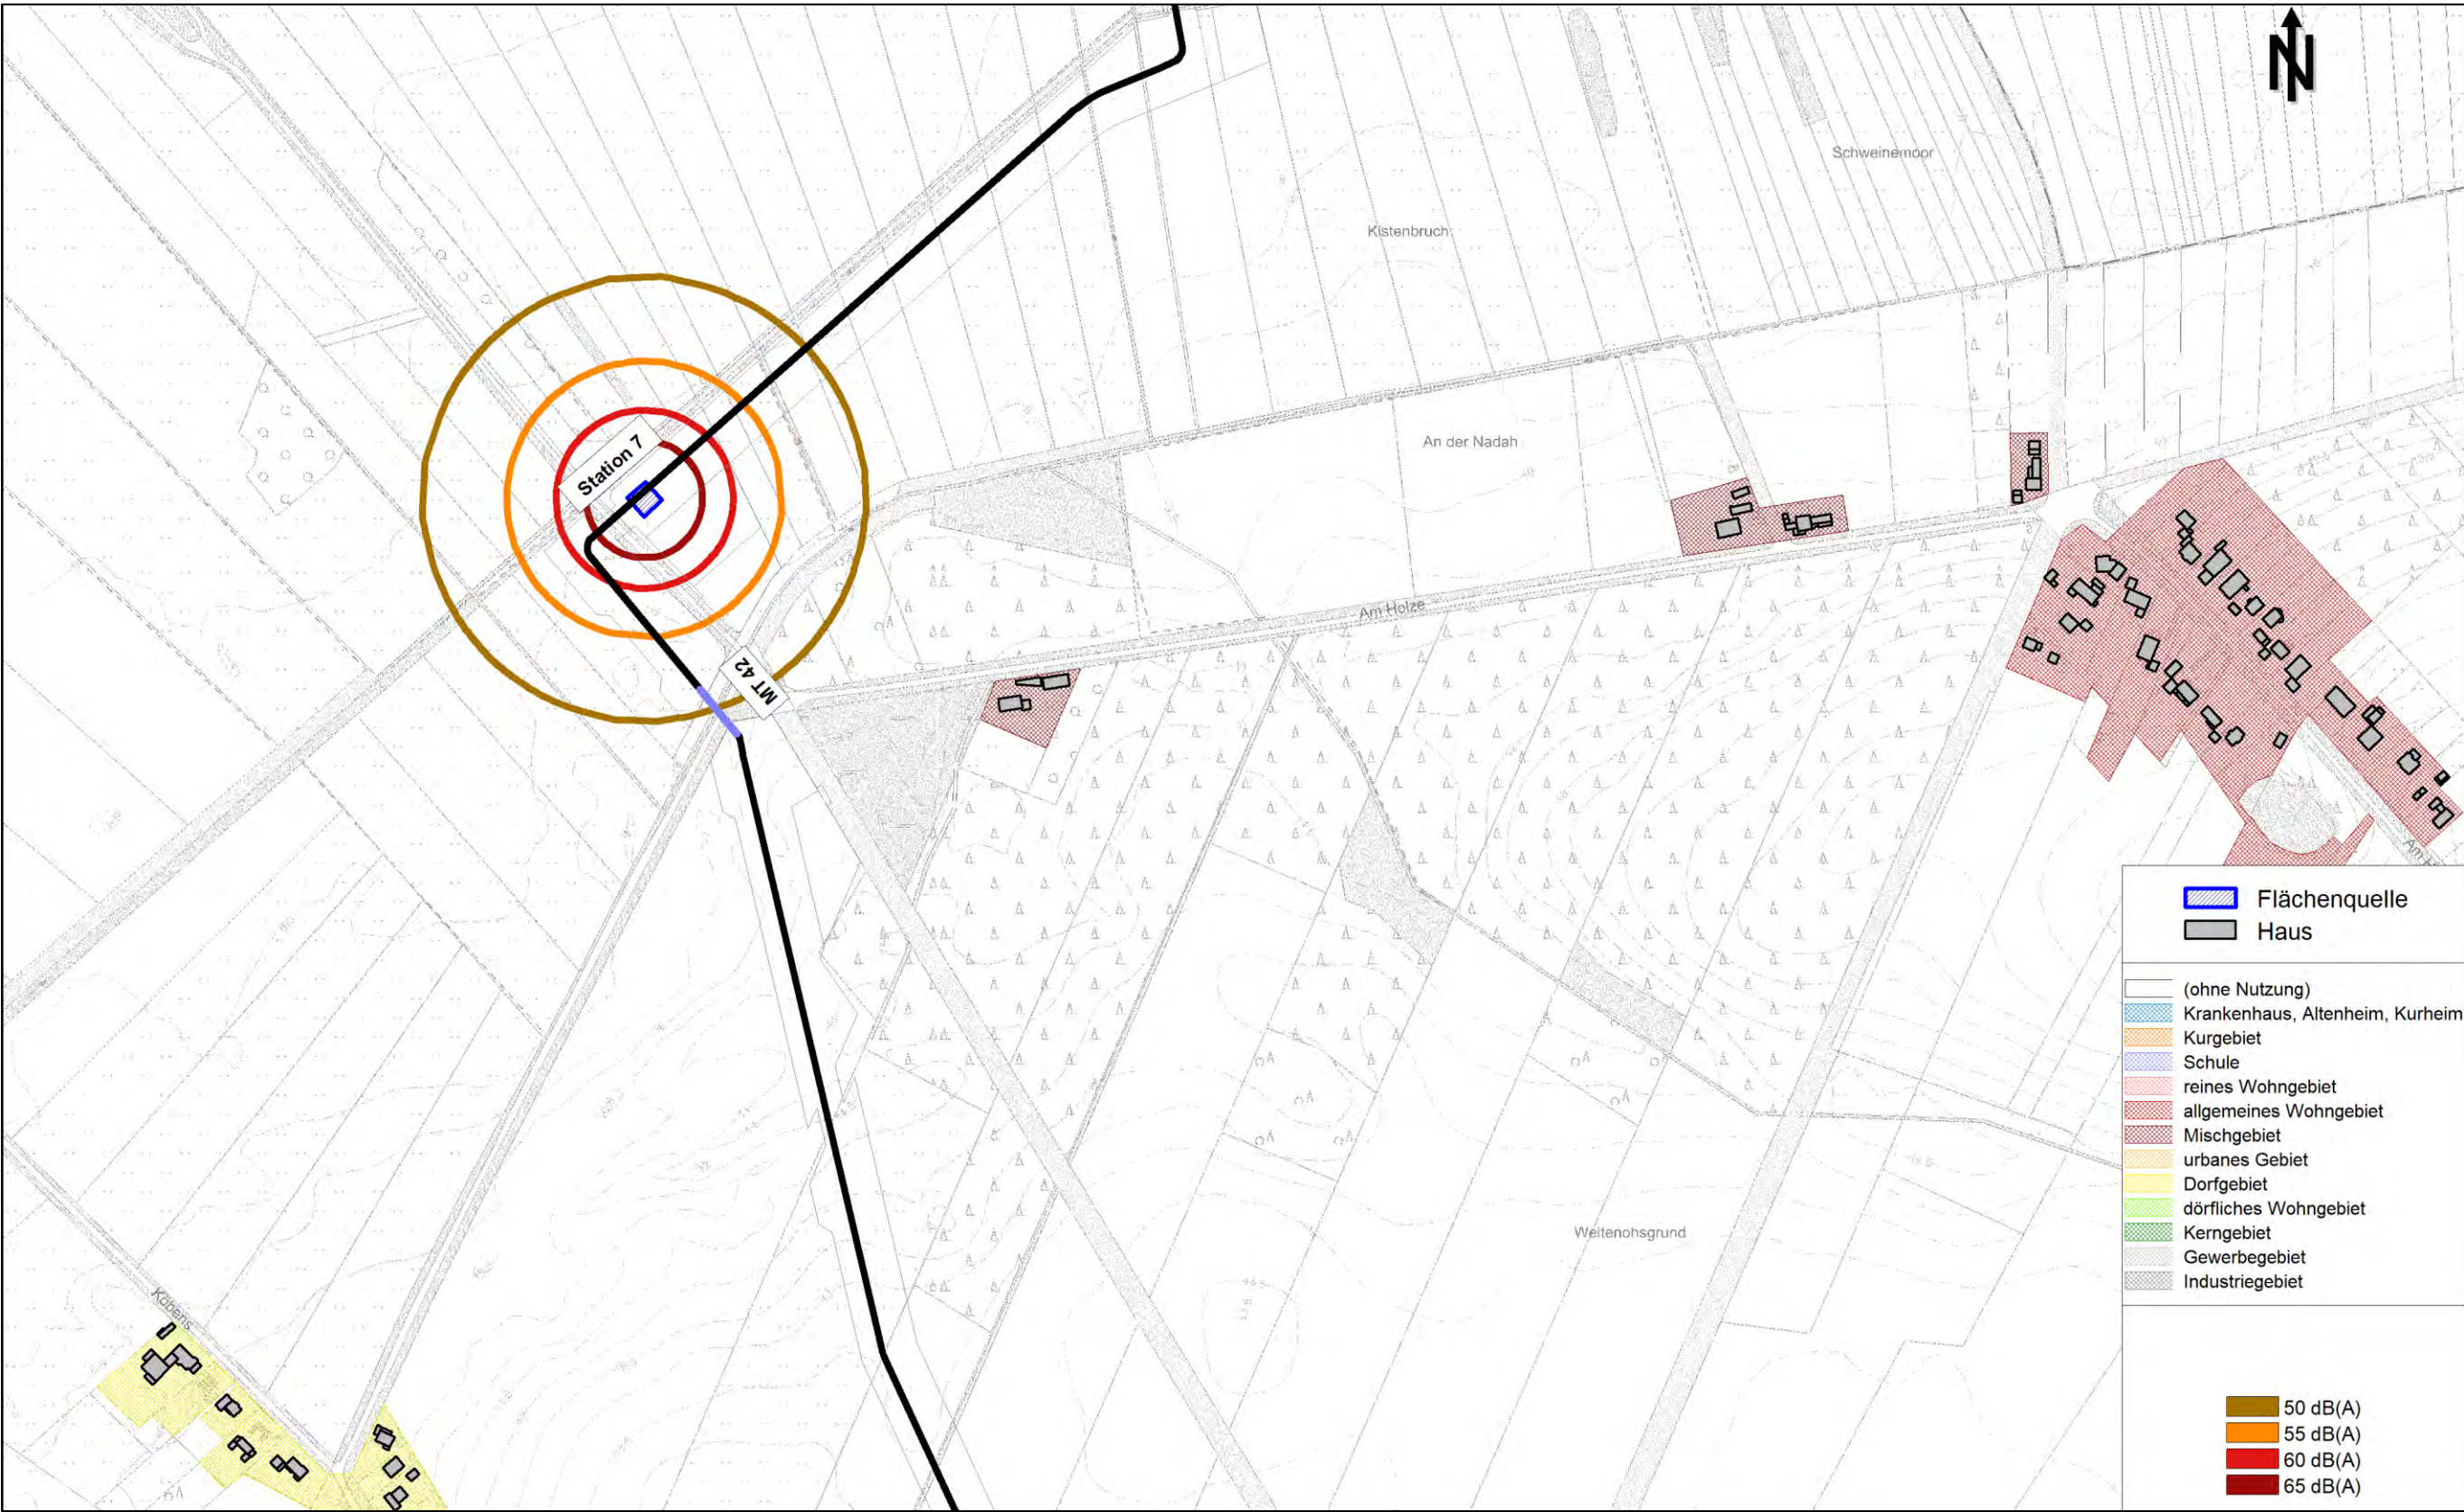 N
Schweinemoor
Kistenbruch
An der Nadah
Station 7
Am Holze
MT 42
Am H
Weitenohsgrund
Köbens
Flächenquelle
Haus
(ohne Nutzung)
Krankenhaus, Altenheim, Kurheim
Kurgebiet
Schule
reines Wohngebiet
allgemeines Wohngebiet
Mischgebiet
urbanes Gebiet
Dorfgebiet
dörfliches Wohngebiet
Kerngebiet
Gewerbegebiet
Industriegebiet
50 dB(A)
55 dB(A)
60 dB(A)
65 dB(A)